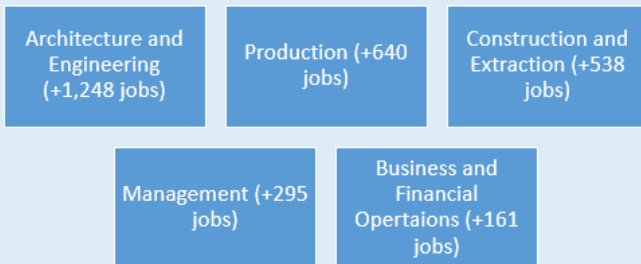 Architecture and
Engineering
(+1,248 jobs)
Production (+640
jobs)
Construction and
Extraction (+538
jobs)
Management (+295
jobs)
Business and
Financial
Opertaions (+161
jobs)